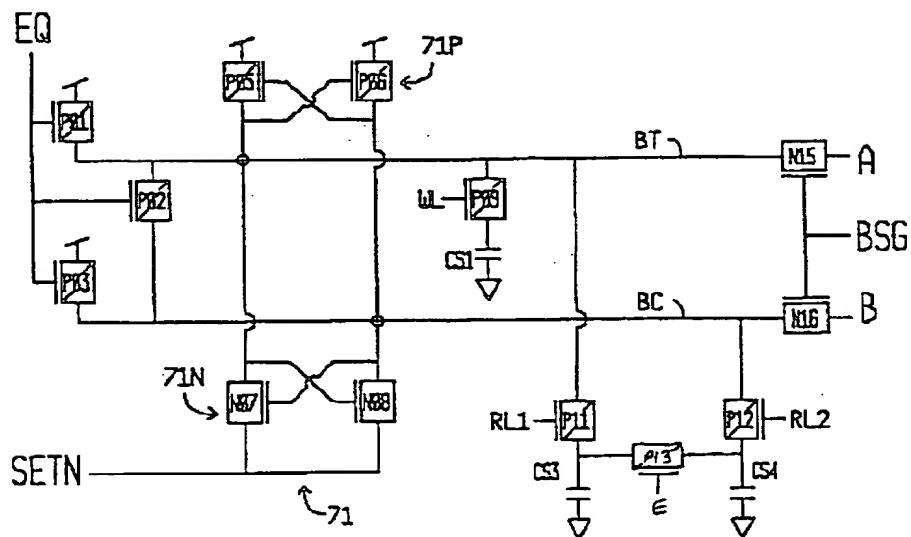 EQ
P85
P86
71P
P81
BT
N15
A
P82
WL
P89
BSG
CS1
P83
BC
N16
B
71N
N87
N88
RL1
P11
P12
RL2
SETN
CS3
P13
CS4
E
71